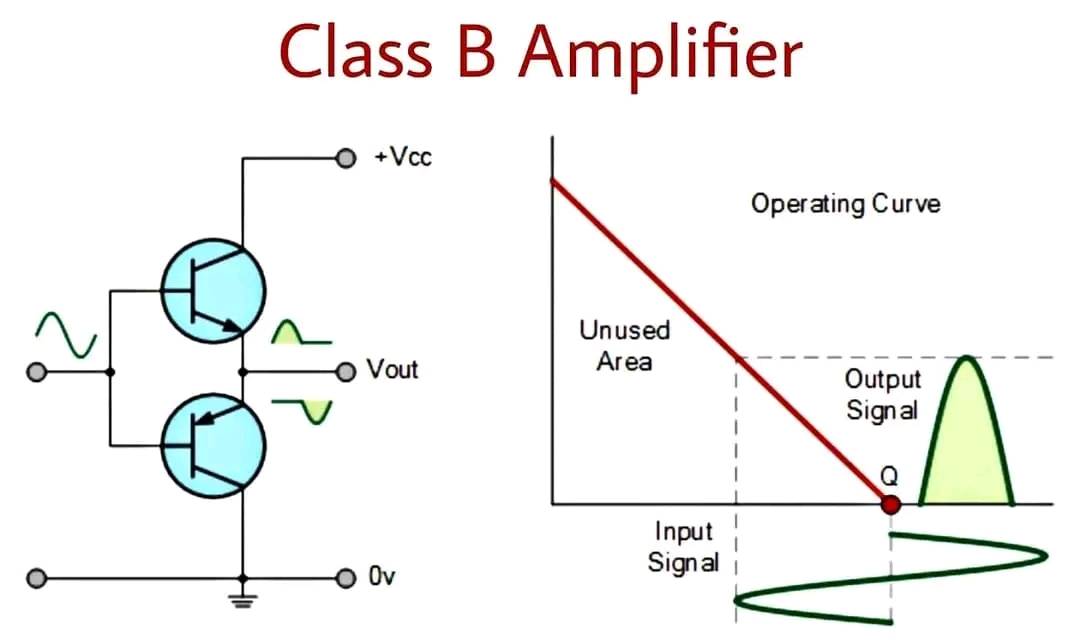 Class B Amplifier
+Vcc
Vout
0v
Operating Curve
Unused
Area
Output
Signal
Q
Input
Signal